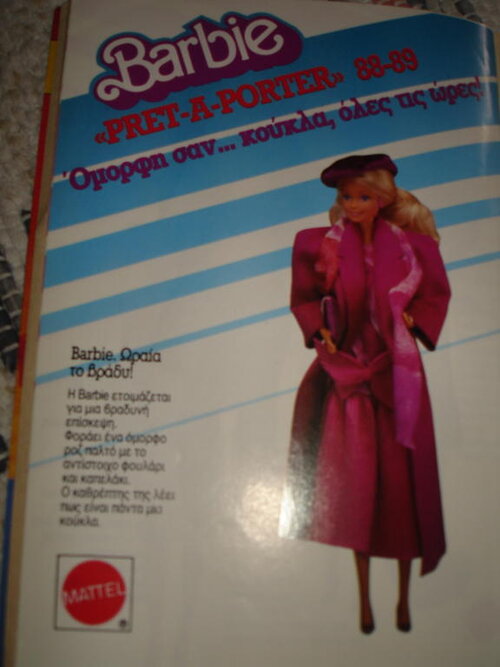 Barbie
«PRET-A-PORTER» 88-89
Όμορφη σαν... κούκλα, όλες τις ώρες!
Barbie. Ωραία
το βράδυ!
Η Barbie ετοιμάζεται
για μια βραδυνή
επίσκεψη.
Φοράει ένα όμορφο
ροζ παλτό με το
αντίστοιχο φουλάρι
και καπελάκι.
Ο καθρέπτης της λέει
πως είναι πάντα μια
κούκλα.
MATTEL